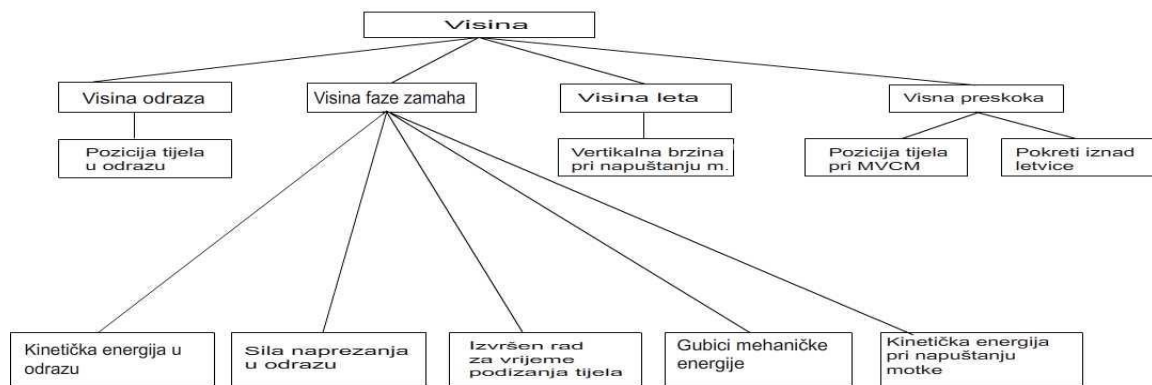 Visina
Visina odraza
Visina faze zamaha
Visina leta
Visna preskoka
Pozicija tijela
u odrazu
Vertikalna brzina
pri napuštanju m.
Pozicija tijela
pri MVCM
Pokreti iznad
letvice
Kinetička energija u
odrazu
Sila naprezanja
u odrazu
Izvršen rad
za vrijeme
podizanja tijela
Gubici mehaničke
energije
Kinetička energija
pri napuštanju
motke